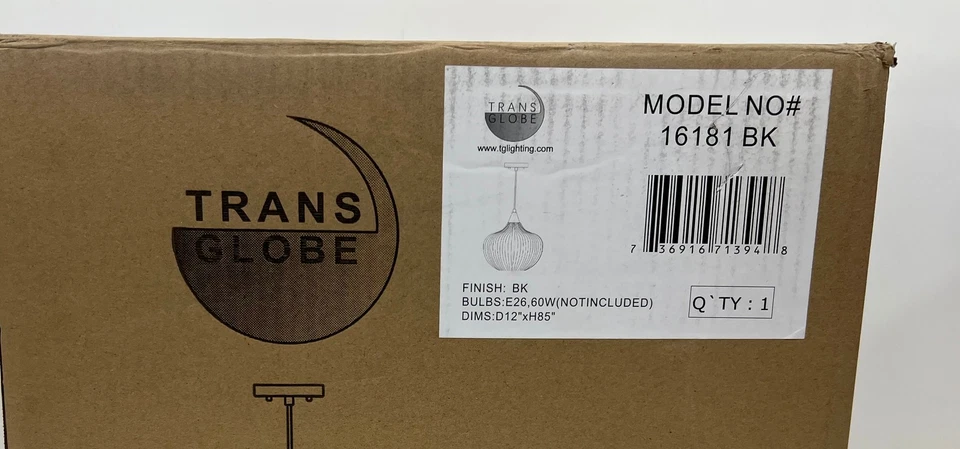 TRANS
GLOBE
TRANS
GLOBE
www.tglighting.com
MODEL NO#
16181 BK
7 36916 71394 8
FINISH: BK
BULBS:E26,60W(NOTINCLUDED)
DIMS:D12"xH85"
Q`TY : 1